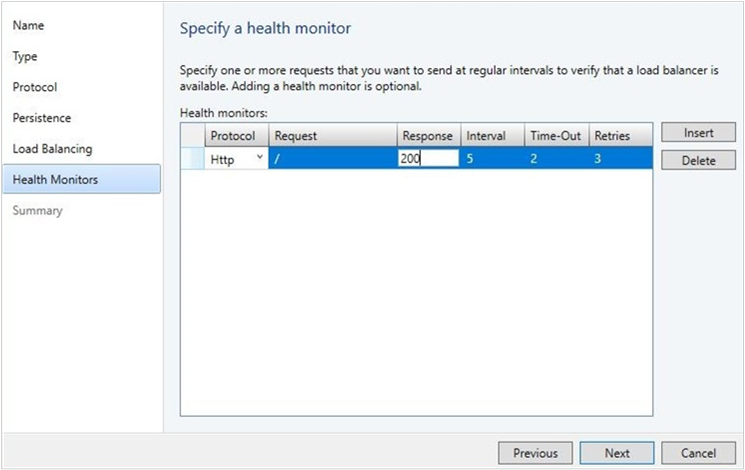 Name
Type
Protocol
Persistence
Load Balancing
Health Monitors
Summary
Specify a health monitor
Specify one or more requests that you want to send at regular intervals to verify that a load balancer is
available. Adding a health monitor is optional.
Health monitors:
Protocol Request Response Interval Time-Out Retries
Http / 200 5 2 3
Insert
Delete
Previous Next Cancel